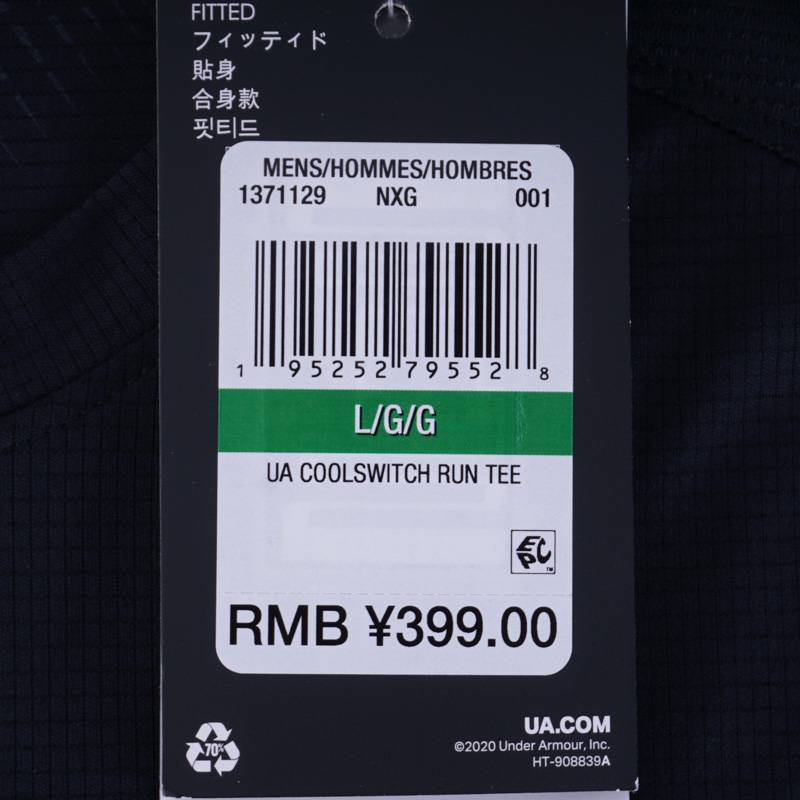 FITTED
フィッティド
貼身
合身款
핏티드
MENS/HOMMES/HOMBRES
1371129 NXG 001
1 95252 79552 8
L/G/G
UA COOLSWITCH RUN TEE
EPC
TM
RMB ¥399.00
70%
UA.COM
©2020 Under Armour, Inc.
HT-908839A